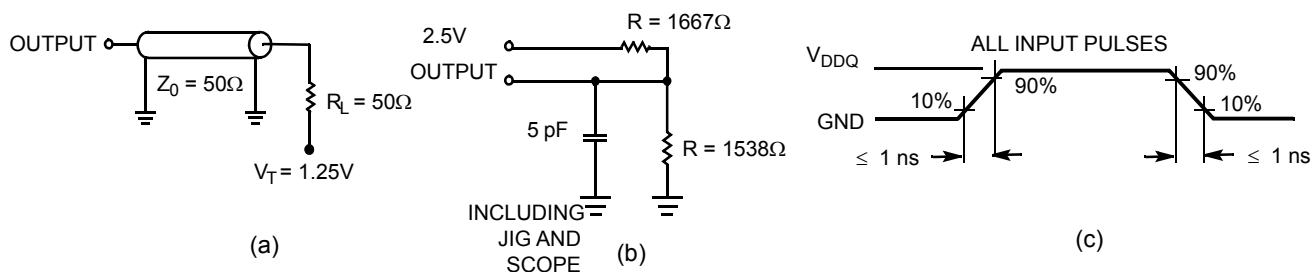 OUTPUT
Z0 = 50Ω
RL = 50Ω
VT = 1.25V
(a)
R = 1667Ω
2.5V
OUTPUT
5 pF
R = 1538Ω
INCLUDING
JIG AND
SCOPE
(b)
ALL INPUT PULSES
VDDQ
90%
90%
10%
10%
GND
≤ 1 ns
≤ 1 ns
(c)